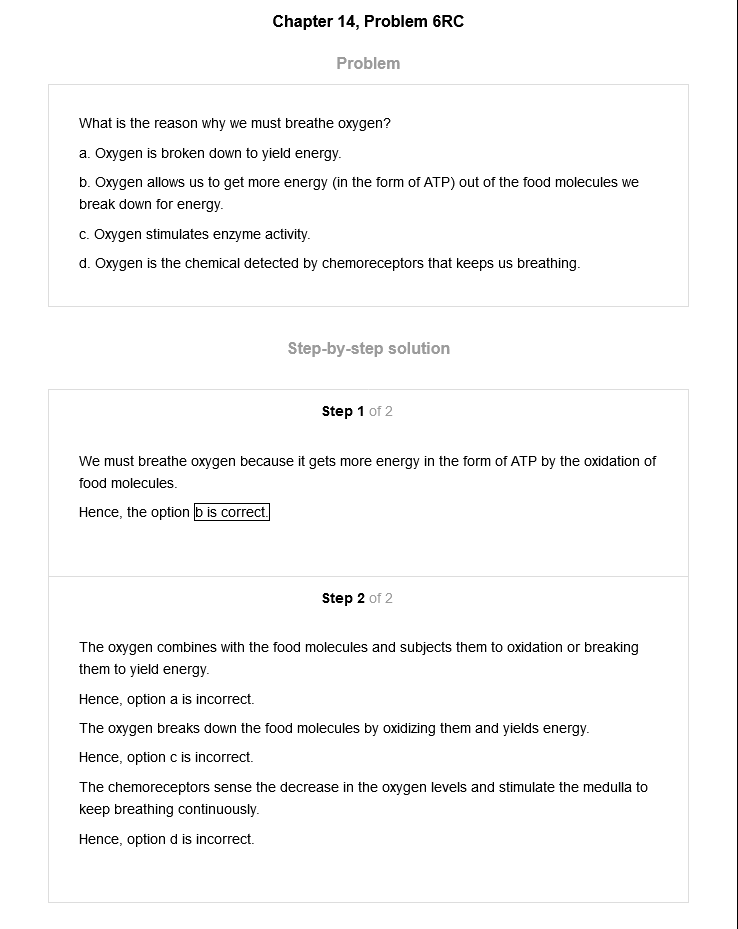 Chapter 14, Problem 6RC
Problem
What is the reason why we must breathe oxygen?
a. Oxygen is broken down to yield energy.
b. Oxygen allows us to get more energy (in the form of ATP) out of the food molecules we
break down for energy.
c. Oxygen stimulates enzyme activity.
d. Oxygen is the chemical detected by chemoreceptors that keeps us breathing.
Step-by-step solution
Step 1 of 2
We must breathe oxygen because it gets more energy in the form of ATP by the oxidation of
food molecules.
Hence, the option b is correct.
Step 2 of 2
The oxygen combines with the food molecules and subjects them to oxidation or breaking
them to yield energy.
Hence, option a is incorrect.
The oxygen breaks down the food molecules by oxidizing them and yields energy.
Hence, option c is incorrect.
The chemoreceptors sense the decrease in the oxygen levels and stimulate the medulla to
keep breathing continuously.
Hence, option d is incorrect.